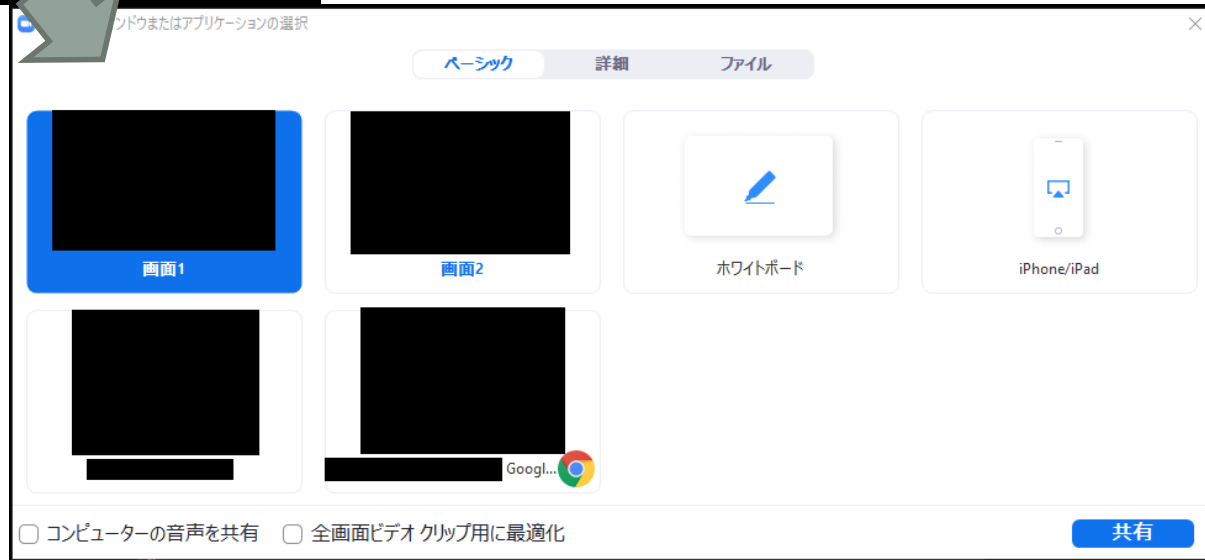 ンドウまたはアプリケーションの選択
ベーシック 詳細 ファイル
画面1 画面2 ホワイトボード iPhone/iPad
Googl...
コンピューターの音声を共有 全画面ビデオ クリップ用に最適化 共有